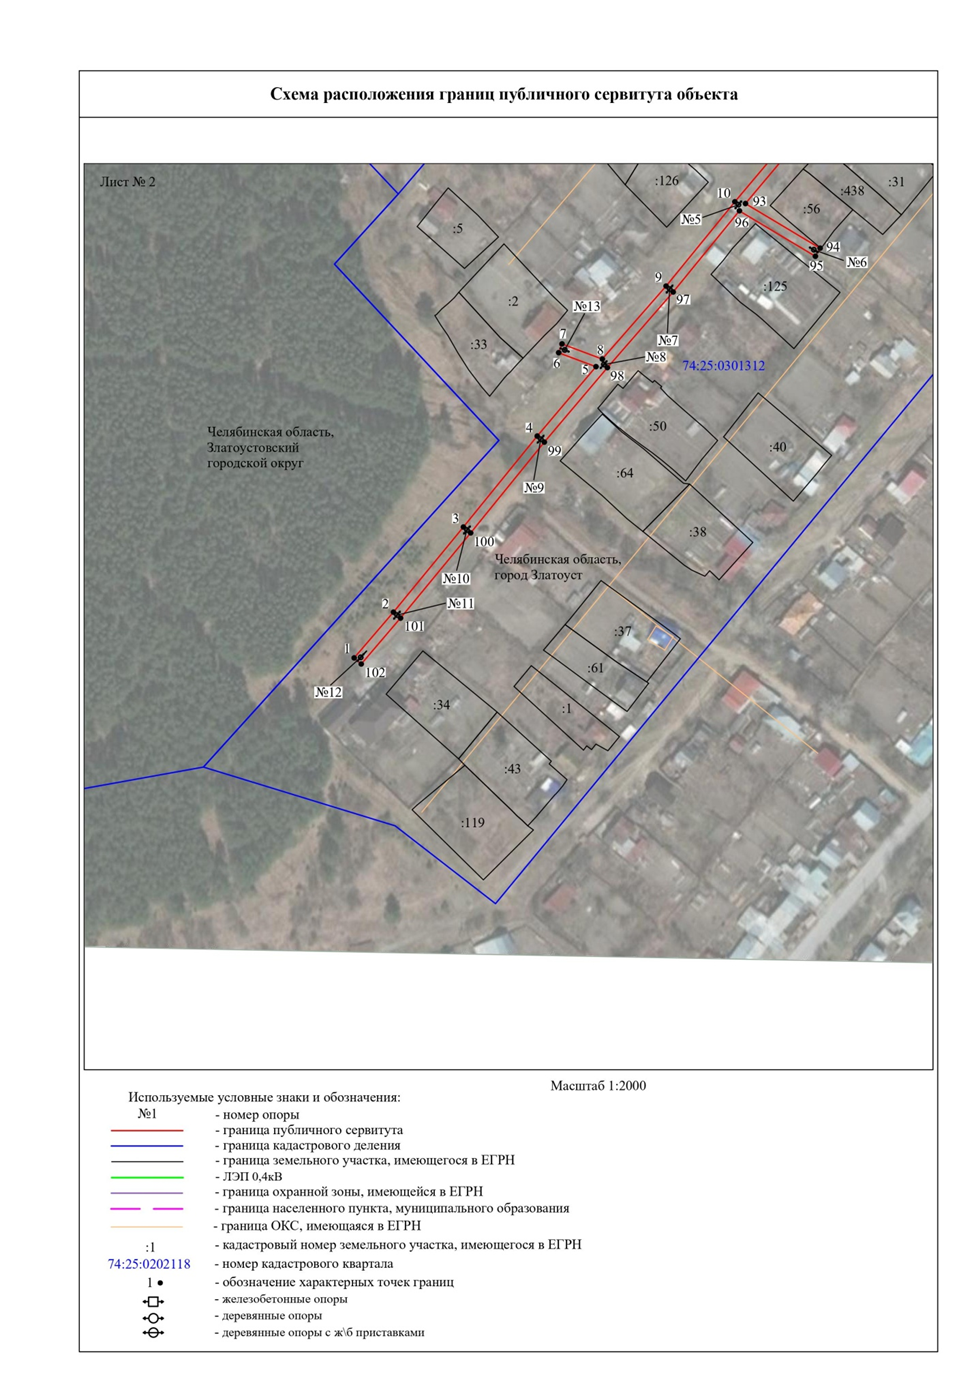 Схема расположения границ публичного сервитута объекта
Лист № 2
:126
:31
:438
10
93
:56
№5
96
:5
94
95
№6
9
97
:125
:2
№13
7
№7
:33
8
№8
6
5
98
74:25:0301312
Челябинская область,
Златоустовский
городской округ
4
99
:50
:40
:64
№9
3
100
:38
Челябинская область,
город Златоуст
№10
2
№11
101
:37
1
102
:61
№12
:34
:1
:43
:119
Масштаб 1:2000
Используемые условные знаки и обозначения:
№1 - номер опоры
- граница публичного сервитута
- граница кадастрового деления
- граница земельного участка, имеющегося в ЕГРН
- ЛЭП 0,4кВ
- граница охранной зоны, имеющейся в ЕГРН
- граница населенного пункта, муниципального образования
- граница ОКС, имеющаяся в ЕГРН
:1 - кадастровый номер земельного участка, имеющегося в ЕГРН
74:25:0202118 - номер кадастрового квартала
1 - обозначение характерных точек границ
- железобетонные опоры
- деревянные опоры
- деревянные опоры с ж\б приставками